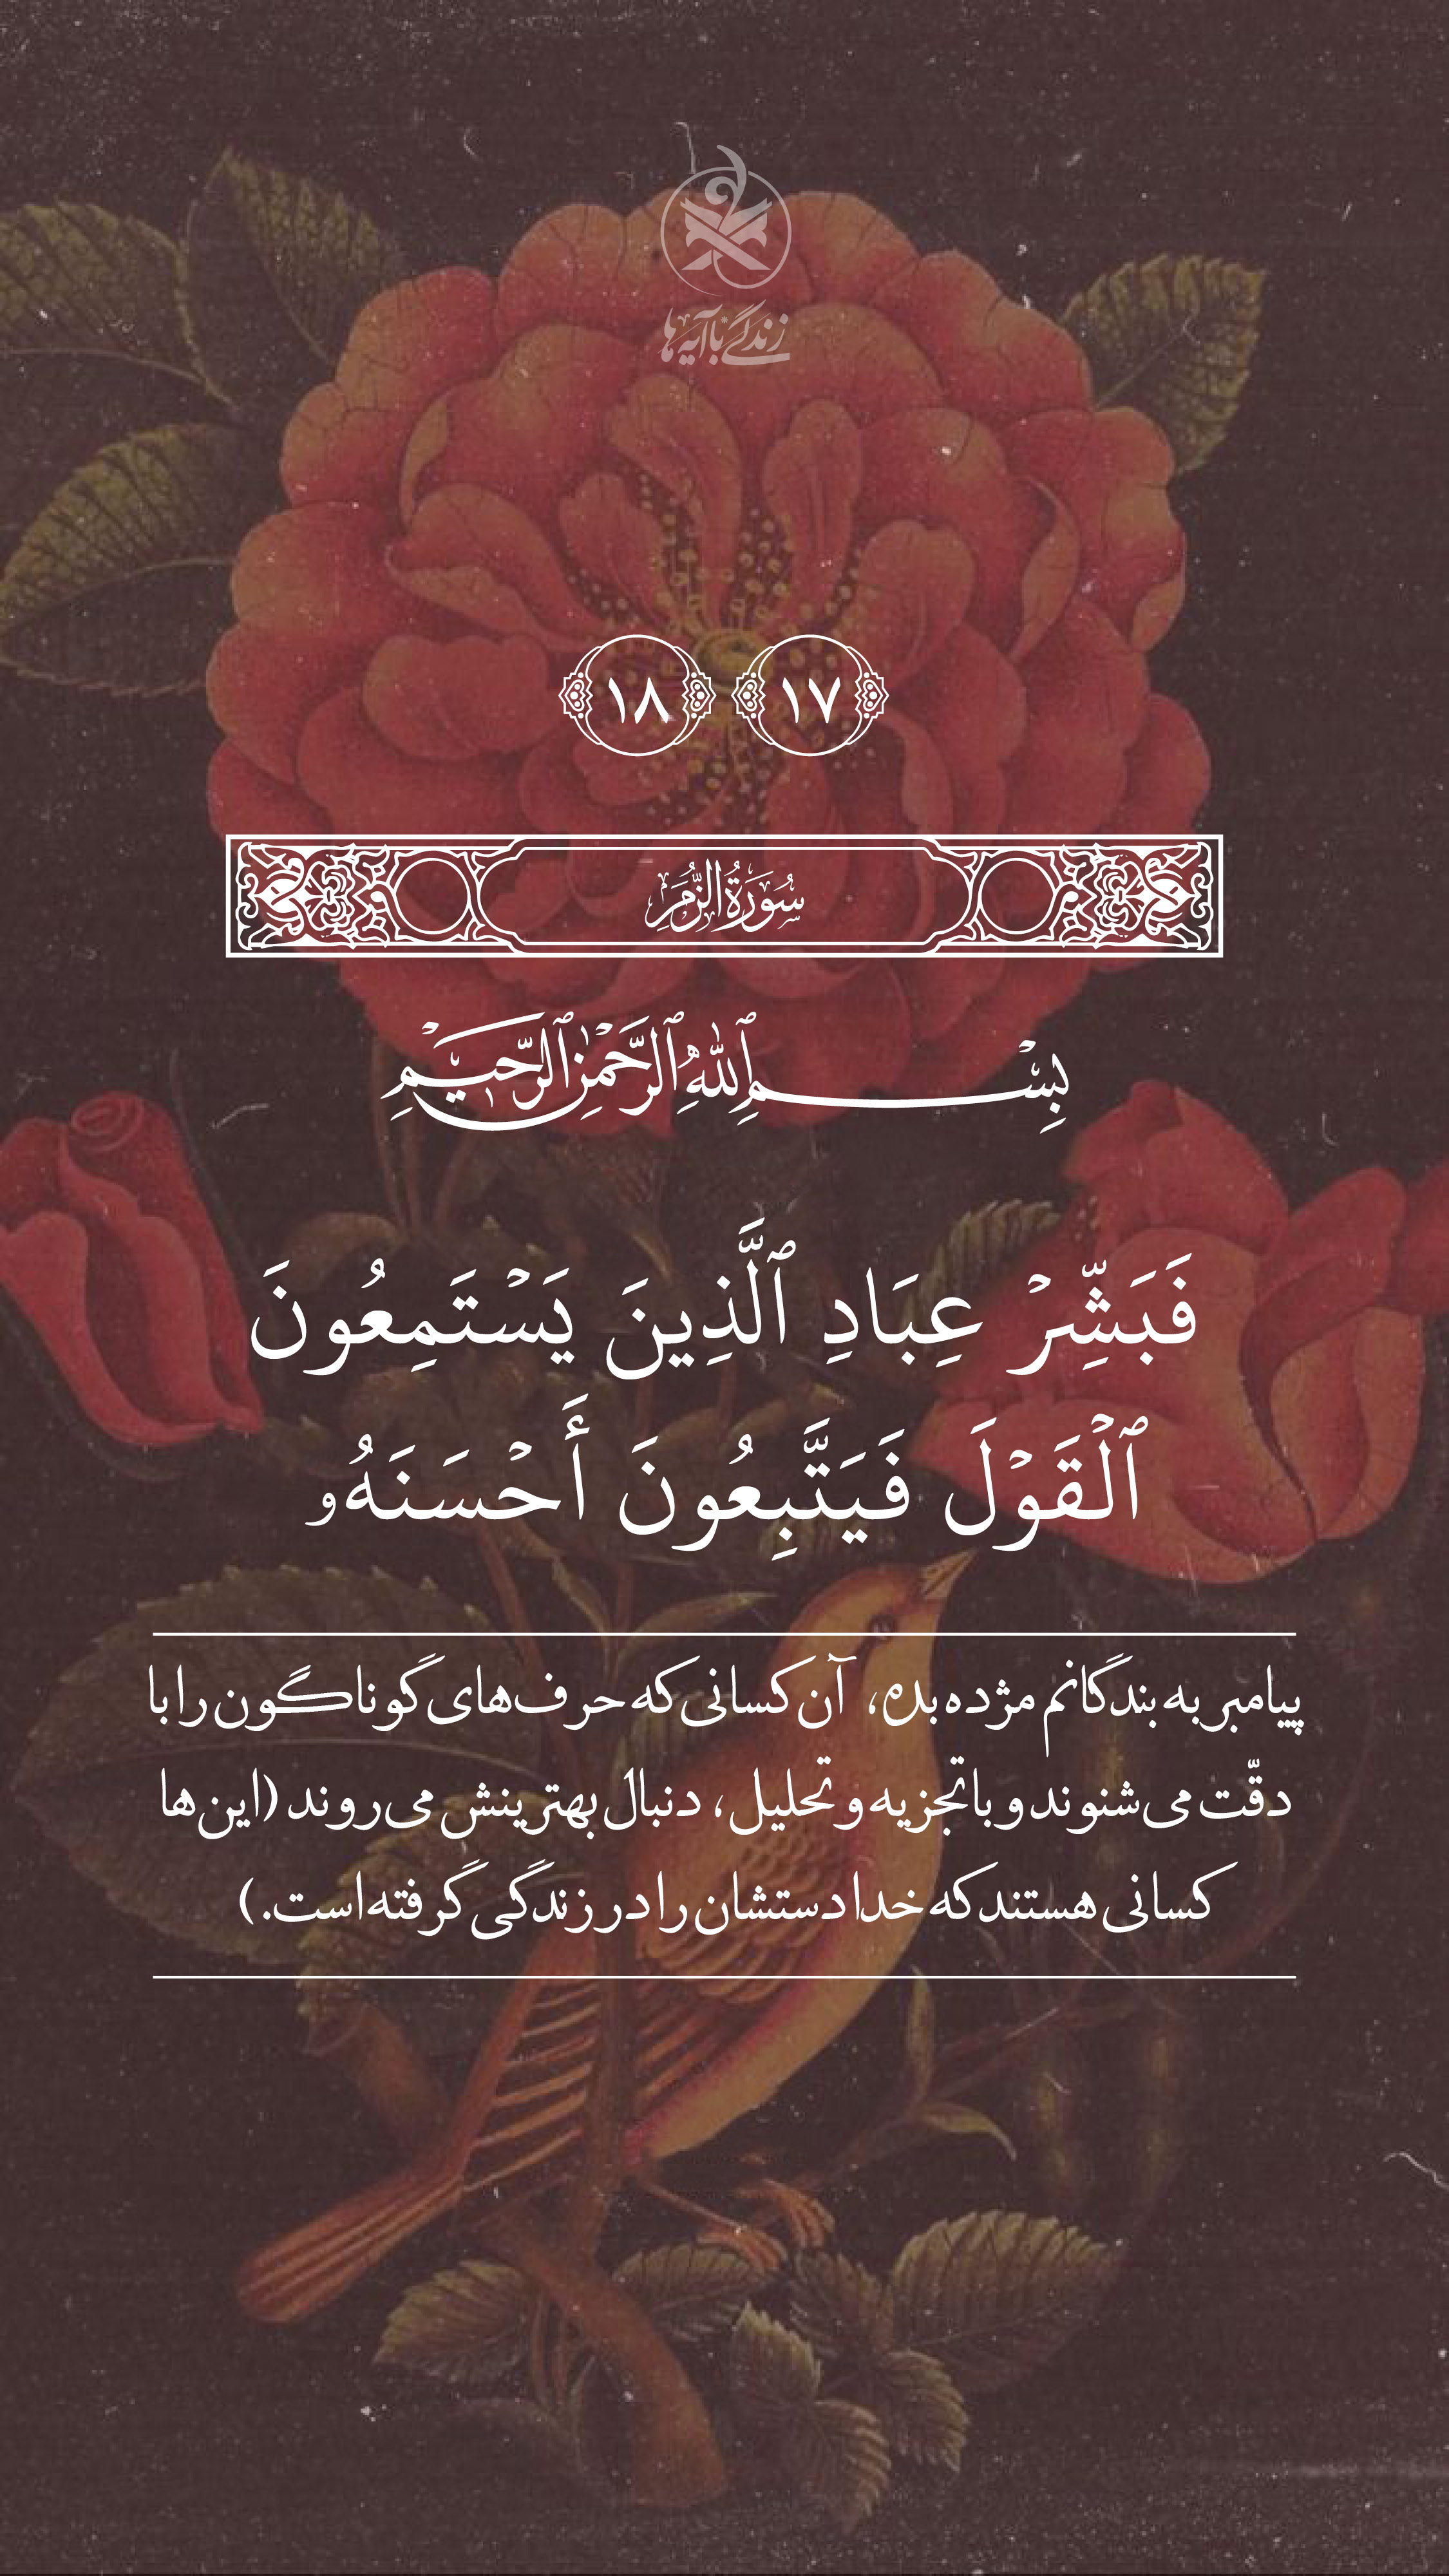 زندگی با آیه‌ها
۱۷ ۱۸
سُورَةُ الزُّمَرِ
بِسْمِ ٱللَّهِ ٱلرَّحْمَٰنِ ٱلرَّحِيمِ
فَبَشِّرْ عِبَادِ ٱلَّذِينَ يَسْتَمِعُونَ
ٱلْقَوْلَ فَيَتَّبِعُونَ أَحْسَنَهُۥ
پیامبر به بندگانم مژده بده، آن کسانی که حرف‌های گوناگون را با
دقّت می‌شنوند و با تجزیه و تحلیل، دنبال بهترینش می‌روند (این‌ها
کسانی هستند که خدا دستشان را در زندگی گرفته است.)